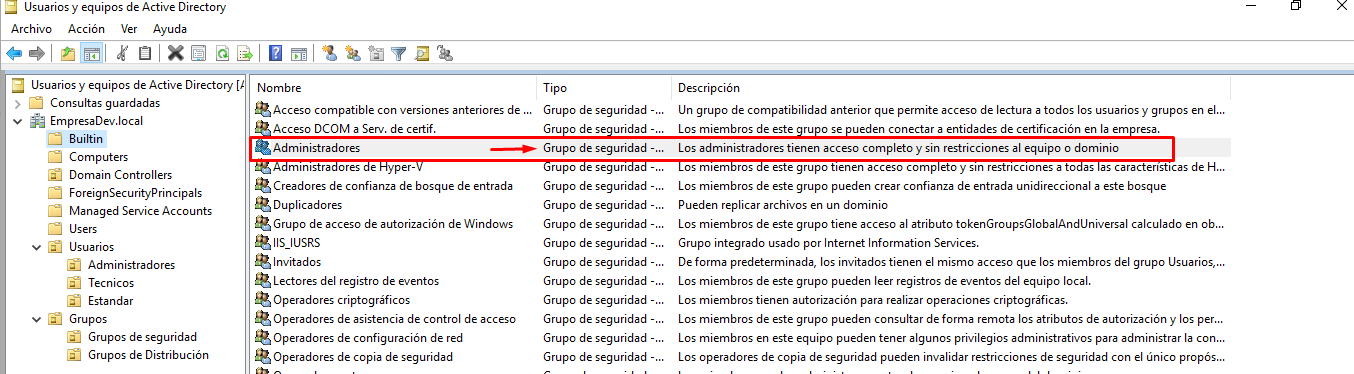 Usuarios y equipos de Active Directory
Archivo Acción Ver Ayuda
Usuarios y equipos de Active Directory [A
Consultas guardadas
EmpresaDev.local
Builtin
Computers
Domain Controllers
ForeignSecurityPrincipals
Managed Service Accounts
Users
Usuarios
Administradores
Tecnicos
Estandar
Grupos
Grupos de seguridad
Grupos de Distribución
Nombre Tipo Descripción
Acceso compatible con versiones anteriores de ... Grupo de seguridad -... Un grupo de compatibilidad anterior que permite acceso de lectura a todos los usuarios y grupos en el...
Acceso DCOM a Serv. de certif. Grupo de seguridad -... Los miembros de este grupo se pueden conectar a entidades de certificación en la empresa.
Administradores Grupo de seguridad -... Los administradores tienen acceso completo y sin restricciones al equipo o dominio
Administradores de Hyper-V Grupo de seguridad -... Los miembros de este grupo tienen acceso completo y sin restricciones a todas las características de H...
Creadores de confianza de bosque de entrada Grupo de seguridad -... Los miembros de este grupo pueden crear confianza de entrada unidireccional a este bosque
Duplicadores Grupo de seguridad -... Pueden replicar archivos en un dominio
Grupo de acceso de autorización de Windows Grupo de seguridad -... Los miembros de este grupo tiene acceso al atributo tokenGroupsGlobalAndUniversal calculado en ob...
IIS_IUSRS Grupo de seguridad -... Grupo integrado usado por Internet Information Services.
Invitados Grupo de seguridad -... De forma predeterminada, los invitados tienen el mismo acceso que los miembros del grupo Usuarios,...
Lectores del registro de eventos Grupo de seguridad -... Los miembros de este grupo pueden leer registros de eventos del equipo local.
Operadores criptográficos Grupo de seguridad -... Los miembros tienen autorización para realizar operaciones criptográficas.
Operadores de asistencia de control de acceso Grupo de seguridad -... Los miembros de este grupo pueden consultar de forma remota los atributos de autorización y los per...
Operadores de configuración de red Grupo de seguridad -... Los miembros en este equipo pueden tener algunos privilegios administrativos para administrar la con...
Operadores de copia de seguridad Grupo de seguridad -... Los operadores de copia de seguridad pueden invalidar restricciones de seguridad con el único propós...